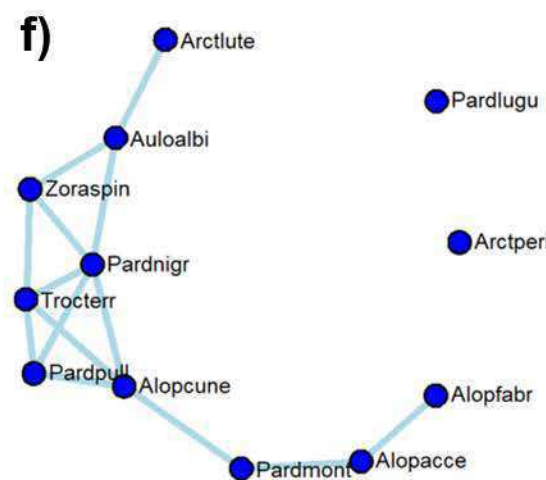 f)
Arctlute
Pardlugu
Auloalbi
Zoraspin
Arctperi
Pardnigr
Trocterr
Pardpull
Alopcune
Alopfabr
Alopacce
Pardmont